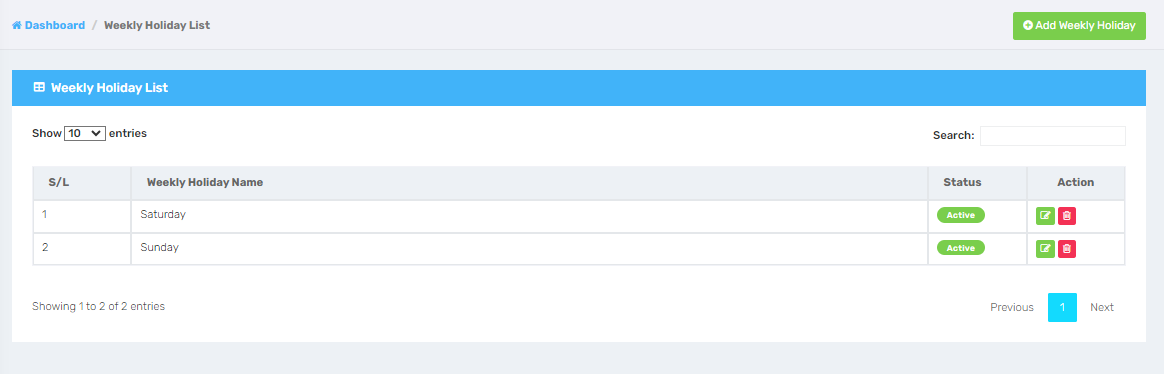 Dashboard / Weekly Holiday List
Add Weekly Holiday
Weekly Holiday List
Show 10 entries
Search:
S/L Weekly Holiday Name Status Action
1 Saturday Active
2 Sunday Active
Showing 1 to 2 of 2 entries
Previous 1 Next